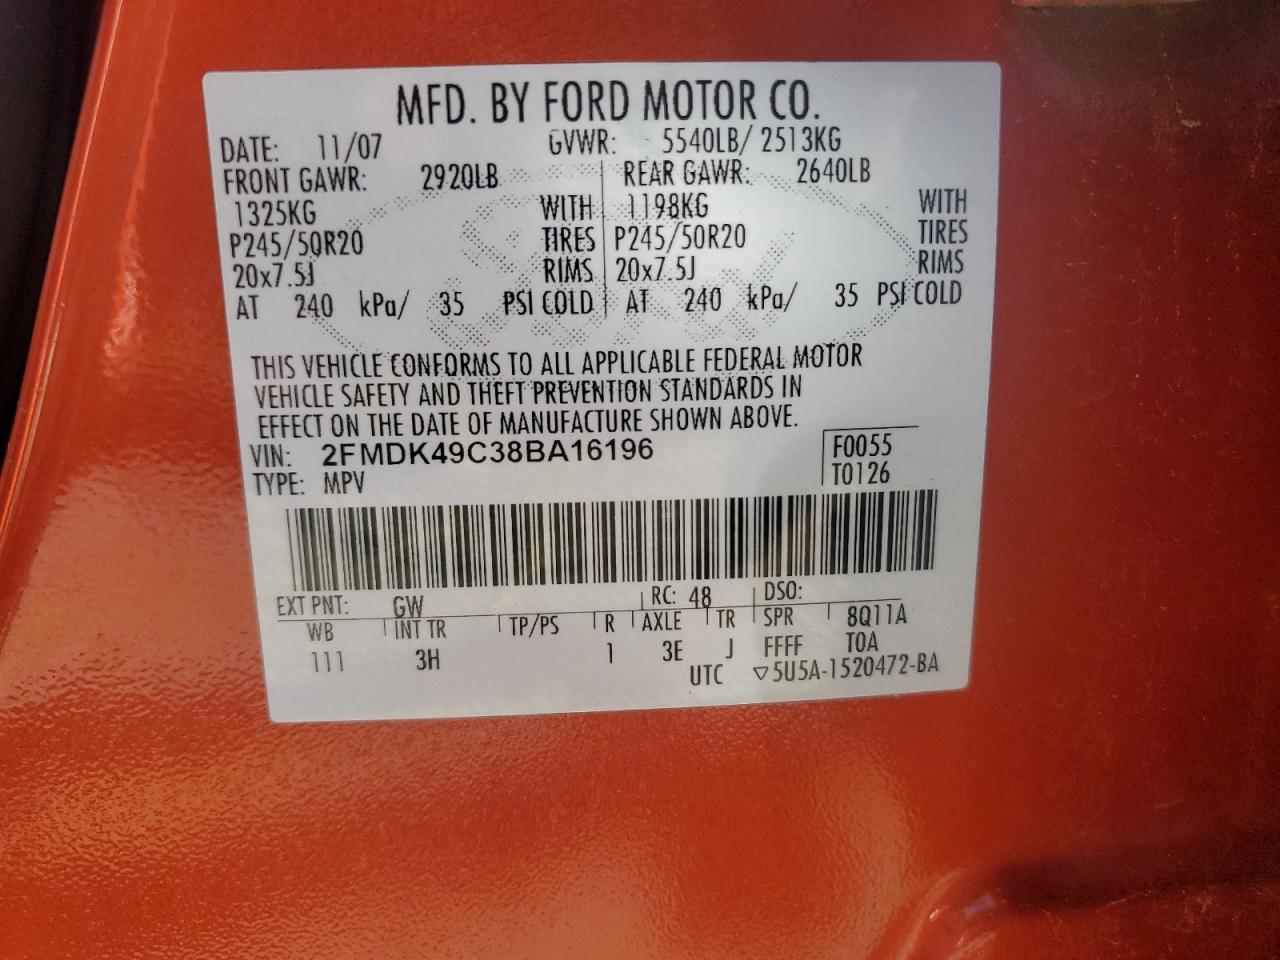 MFD. BY FORD MOTOR CO.
DATE: 11/07 GVWR: 5540LB/ 2513KG
FRONT GAWR: 2920LB REAR GAWR: 2640LB
1325KG WITH 1198KG WITH
P245/50R20 TIRES P245/50R20 TIRES
20x7.5J RIMS 20x7.5J RIMS
AT 240 kPa/ 35 PSI COLD AT 240 kPa/ 35 PSI COLD
THIS VEHICLE CONFORMS TO ALL APPLICABLE FEDERAL MOTOR
VEHICLE SAFETY AND THEFT PREVENTION STANDARDS IN
EFFECT ON THE DATE OF MANUFACTURE SHOWN ABOVE.
VIN: 2FMDK49C38BA16196 F0055
TYPE: MPV T0126
EXT PNT: GW RC: 48 DSO:
WB INT TR TP/PS R AXLE TR SPR 8Q11A
111 3H 1 3E J FFFF TOA
UTC ▽5U5A-1520472-BA